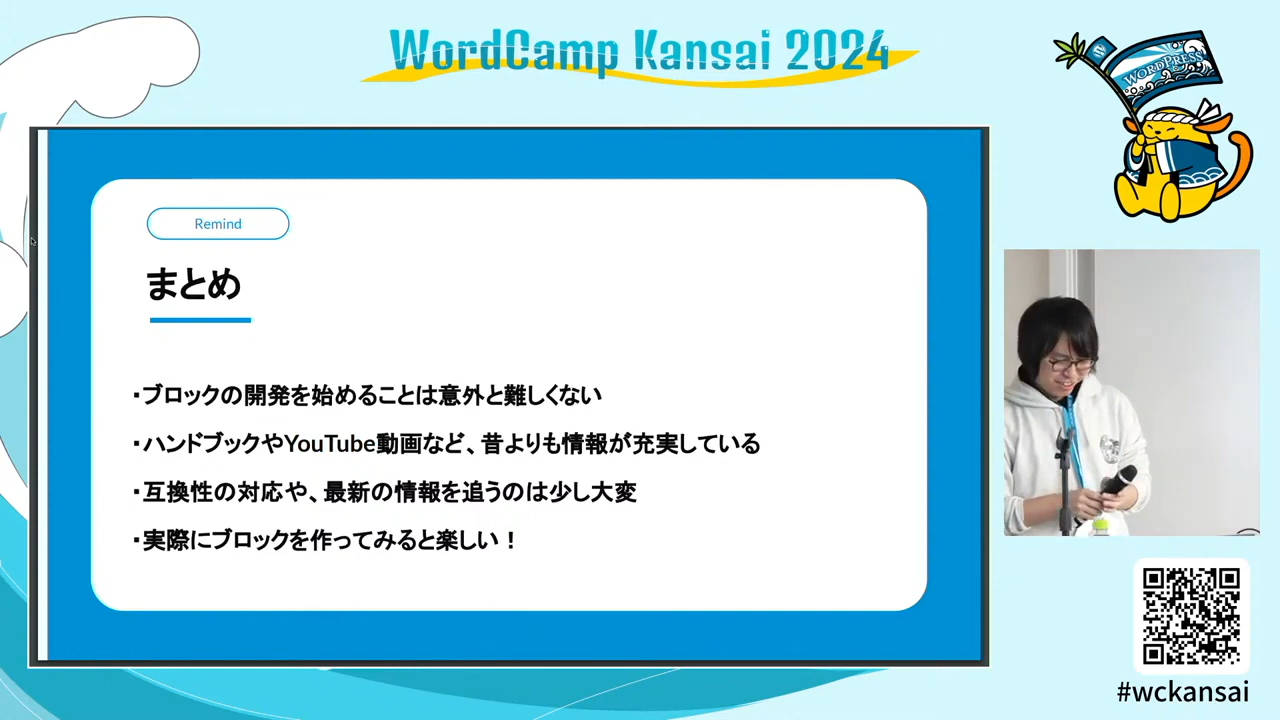 WordCamp Kansai 2024
W
WORDPRESS
Remind
まとめ
・ブロックの開発を始めることは意外と難しくない
・ハンドブックやYouTube動画など、昔よりも情報が充実している
・互換性の対応や、最新の情報を追うのは少し大変
・実際にブロックを作ってみると楽しい！
#wckansai